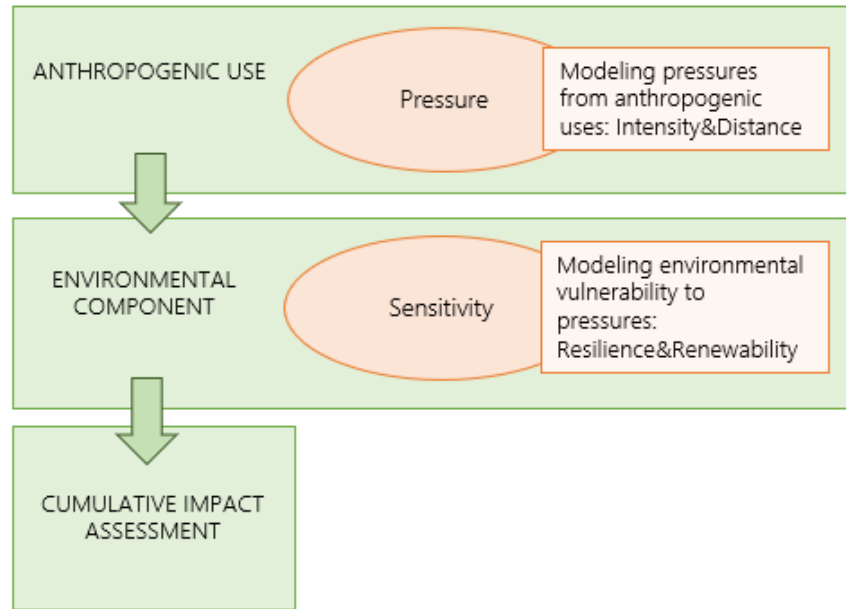 ANTHROPOGENIC USE
Pressure
Modeling pressures
from anthropogenic
uses: Intensity&Distance
ENVIRONMENTAL
COMPONENT
Sensitivity
Modeling environmental
vulnerability to
pressures:
Resilience&Renewability
CUMULATIVE IMPACT
ASSESSMENT